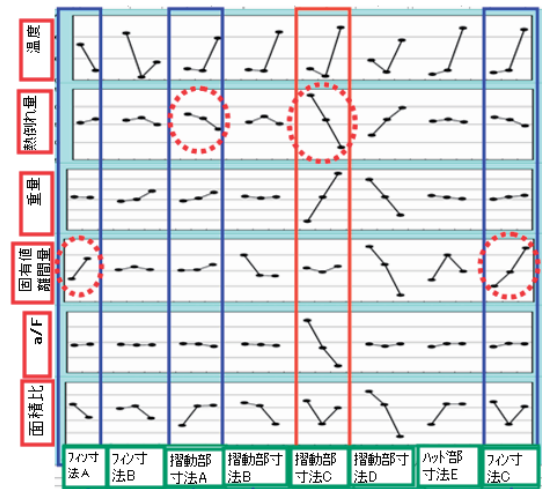 温度
熱倒れ量
重量
固有値
離間量
a/F
面積比
フィン寸
法A
フィン寸
法B
摺動部
寸法A
摺動部寸
法B
摺動部
寸法C
摺動部寸
法D
ハット部
寸法E
フィン寸
法C